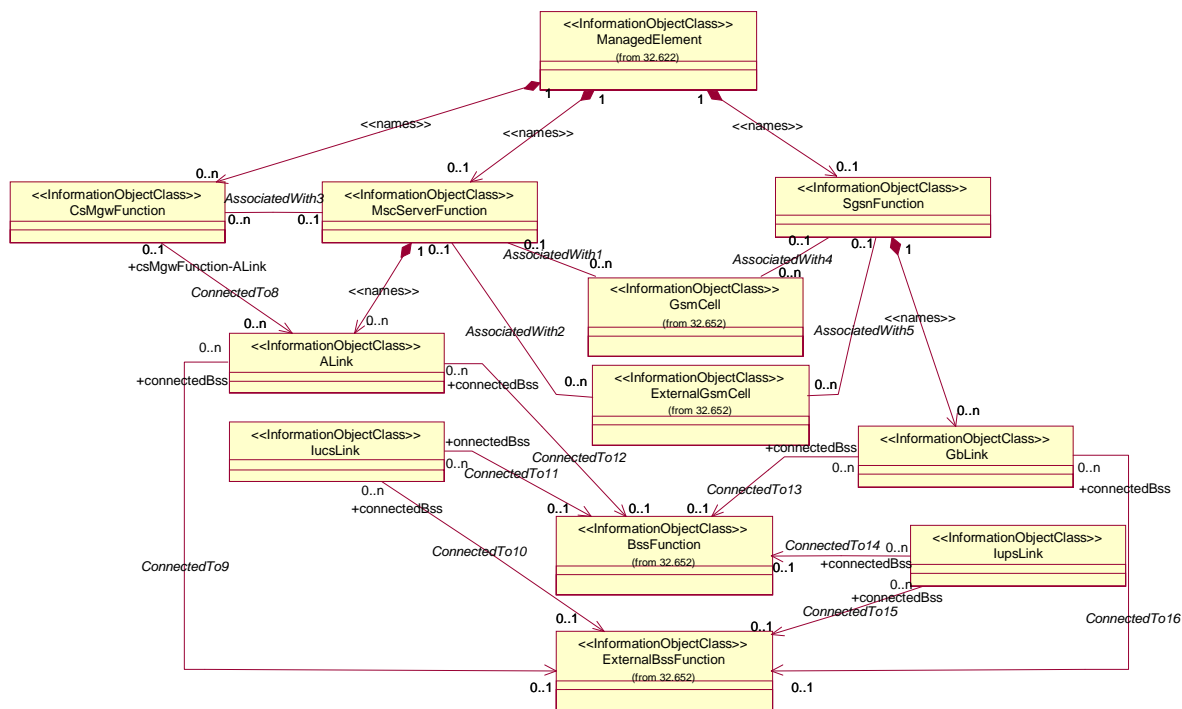 <<InformationObjectClass>>
ManagedElement
(from 32.622)
1
1
1
<<names>>
<<names>>
<<names>>
0..n
0..1
0..1
<<InformationObjectClass>>
CsMgwFunction
AssociatedWith3
0..n
0..1
<<InformationObjectClass>>
MscServerFunction
<<InformationObjectClass>>
SgsnFunction
0..1
+csMgwFunction-ALink
ConnectedTo8
0..n
1
<<names>>
0..n
0..1
0..1
AssociatedWith1
0..n
0..1
AssociatedWith4
0..n
0..1
1
<<InformationObjectClass>>
GsmCell
(from 32.652)
AssociatedWith2
0..n
AssociatedWith5
0..n
<<names>>
0..n
<<InformationObjectClass>>
ALink
0..n
+connectedBss
0..n
+connectedBss
<<InformationObjectClass>>
ExternalGsmCell
(from 32.652)
<<InformationObjectClass>>
IucsLink
+onnectedBss
0..n
ConnectedTo11
ConnectedTo12
0..n
+connectedBss
<<InformationObjectClass>>
GbLink
+connectedBss
0..n
ConnectedTo13
0..n
+connectedBss
0..1
0..1
0..1
<<InformationObjectClass>>
BssFunction
(from 32.652)
ConnectedTo14
0..n
0..1
+connectedBss
<<InformationObjectClass>>
IupsLink
0..n
+connectedBss
ConnectedTo15
0..1
ConnectedTo9
ConnectedTo10
0..1
ConnectedTo16
<<InformationObjectClass>>
ExternalBssFunction
(from 32.652)
0..1
0..1